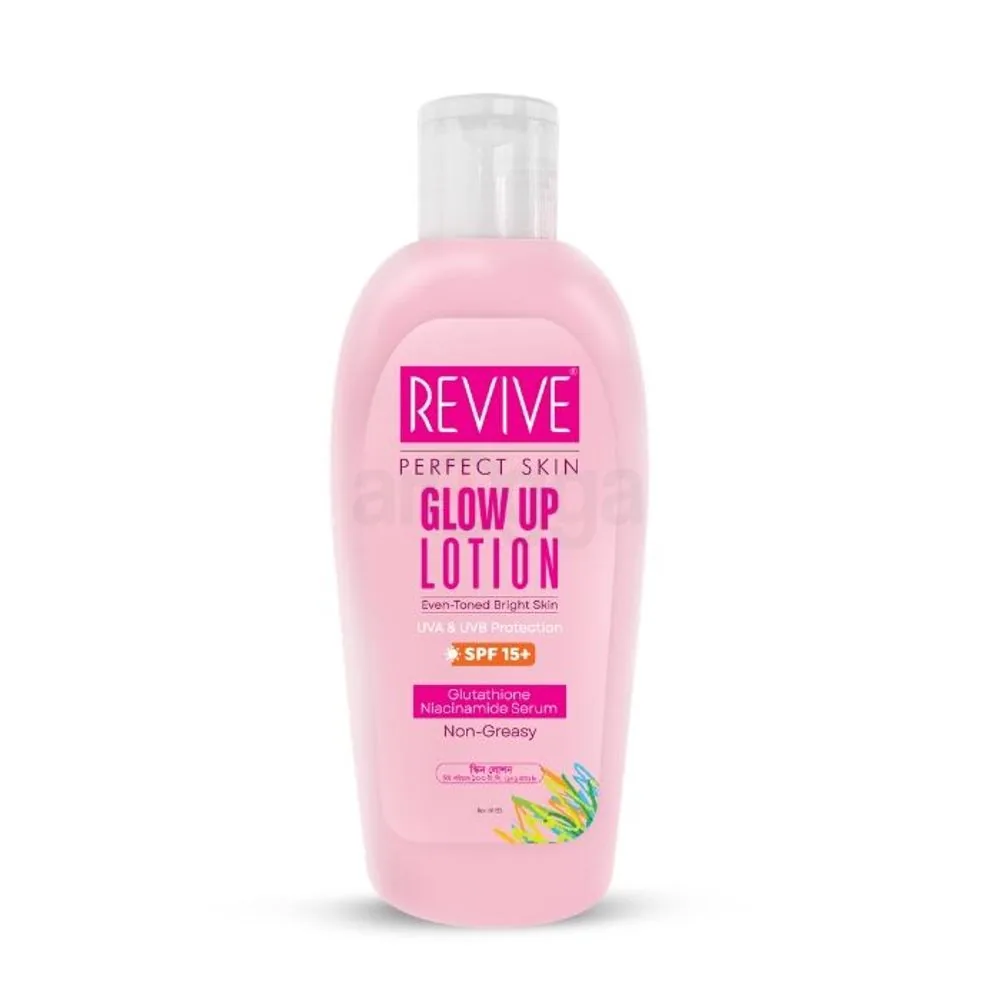 REVIVE®
PERFECT SKIN
GLOW UP
LOTION
Even-Toned Bright Skin
UVA & UVB Protection
SPF 15+
Glutathione
Niacinamide Serum
Non-Greasy
স্কিন লোশন